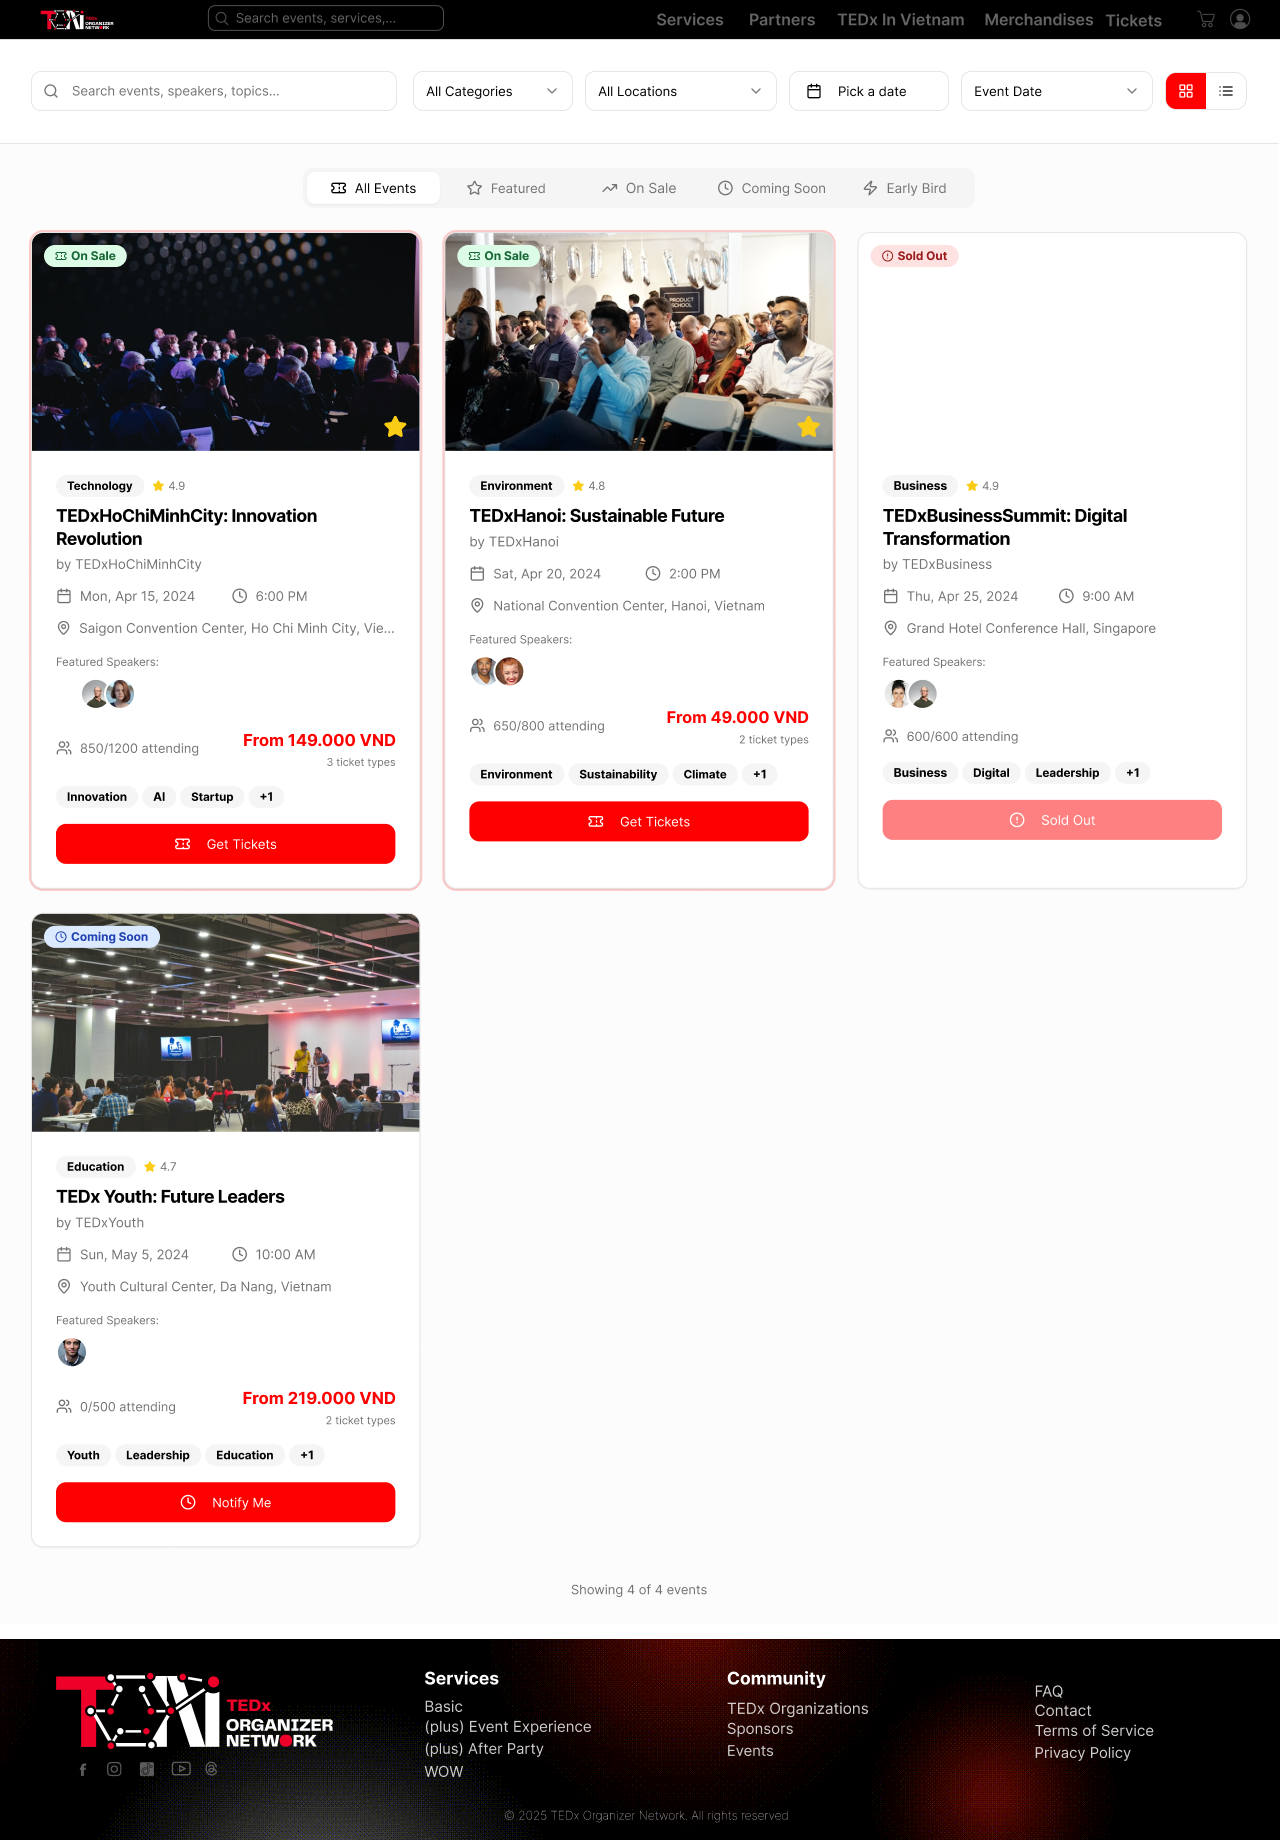 TEDx
ORGANIZER
NETWORK
Search events, services,...
Services
Partners
TEDx In Vietnam
Merchandises
Tickets
Search events, speakers, topics...
All Categories
All Locations
Pick a date
Event Date
All Events
Featured
On Sale
Coming Soon
Early Bird
On Sale
Technology
4.9
TEDxHoChiMinhCity: Innovation
Revolution
by TEDxHoChiMinhCity
Mon, Apr 15, 2024
6:00 PM
Saigon Convention Center, Ho Chi Minh City, Vie...
Featured Speakers:
850/1200 attending
From 149.000 VND
3 ticket types
Innovation
AI
Startup
+1
Get Tickets
On Sale
PRODUCT
SCHOOL
Environment
4.8
TEDxHanoi: Sustainable Future
by TEDxHanoi
Sat, Apr 20, 2024
2:00 PM
National Convention Center, Hanoi, Vietnam
Featured Speakers:
650/800 attending
From 49.000 VND
2 ticket types
Environment
Sustainability
Climate
+1
Get Tickets
Sold Out
Business
4.9
TEDxBusinessSummit: Digital
Transformation
by TEDxBusiness
Thu, Apr 25, 2024
9:00 AM
Grand Hotel Conference Hall, Singapore
Featured Speakers:
600/600 attending
Business
Digital
Leadership
+1
Sold Out
Coming Soon
Education
4.7
TEDx Youth: Future Leaders
by TEDxYouth
Sun, May 5, 2024
10:00 AM
Youth Cultural Center, Da Nang, Vietnam
Featured Speakers:
0/500 attending
From 219.000 VND
2 ticket types
Youth
Leadership
Education
+1
Notify Me
Showing 4 of 4 events
TEDx
ORGANIZER
NETWORK
Services
Basic
(plus) Event Experience
(plus) After Party
WOW
Community
TEDx Organizations
Sponsors
Events
FAQ
Contact
Terms of Service
Privacy Policy
© 2025 TEDx Organizer Network. All rights reserved